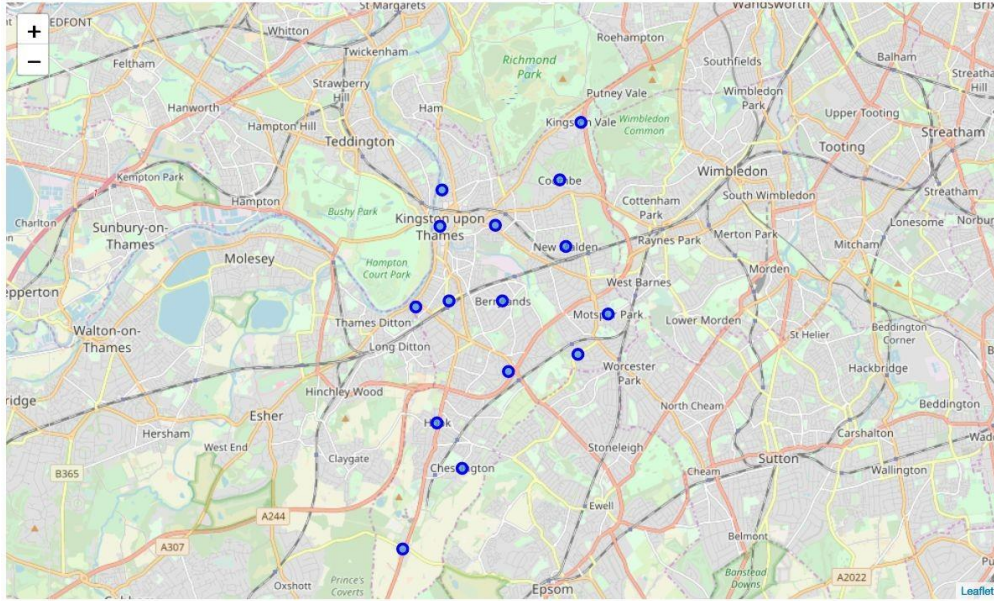 St Margarets
Wandsworth
+
EDFONT
Whitton
Roehampton
−
Feltham
Twickenham
Richmond
Park
Southfields
Balham
Strawberry
Hill
Putney Vale
Wimbledon
Park
Hanworth
Ham
Upper Tooting
Hampton Hill
Wimbledon
Common
Streatham
Teddington
Tooting
Kempton Park
Wimbledon
Hampton
Streatham
South Wimbledon
Charlton
Bushy Park
Cottenham
Park
Sunbury-on-
Thames
Kingston upon
Thames
Lonesome
Raynes Park
Merton Park
Mitcham
Molesey
Hampton
Court Park
Morden
West Barnes
epperton
Thames Ditton
Lower Morden
Walton-on-
Thames
St Helier
Beddington
Corner
Long Ditton
Worcester
Park
Hackbridge
Hinchley Wood
ridge
Esher
North Cheam
Beddington
Hersham
West End
Stoneleigh
Carshalton
Claygate
B365
Cheam
Sutton
Wallington
A244
Ewell
A307
Belmont
Oxshott
Prince's
Coverts
Epsom
Banstead
Downs
A2022
Leaflet